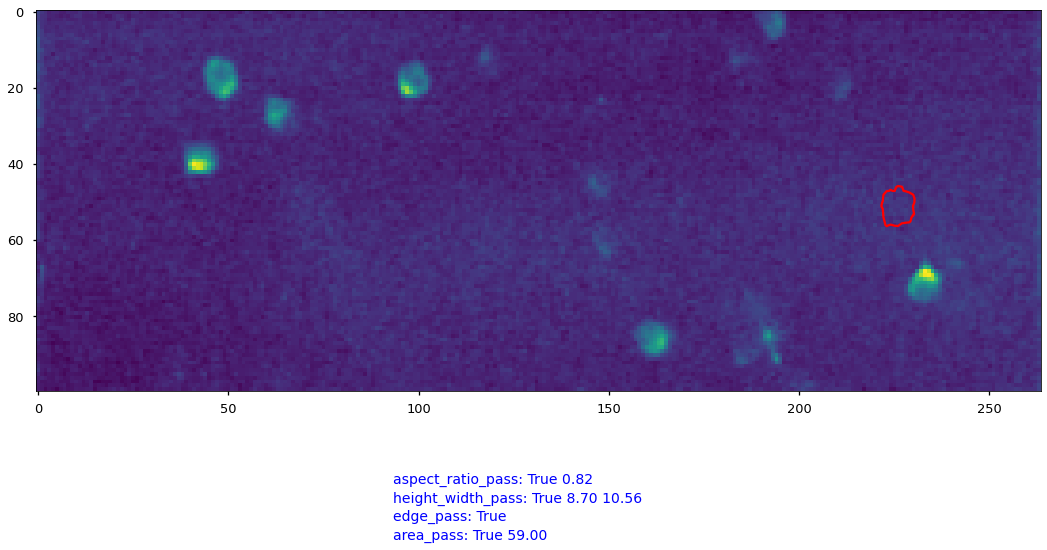 0
20
40
60
80
0 50 100 150 200 250
aspect_ratio_pass: True 0.82
height_width_pass: True 8.70 10.56
edge_pass: True
area_pass: True 59.00